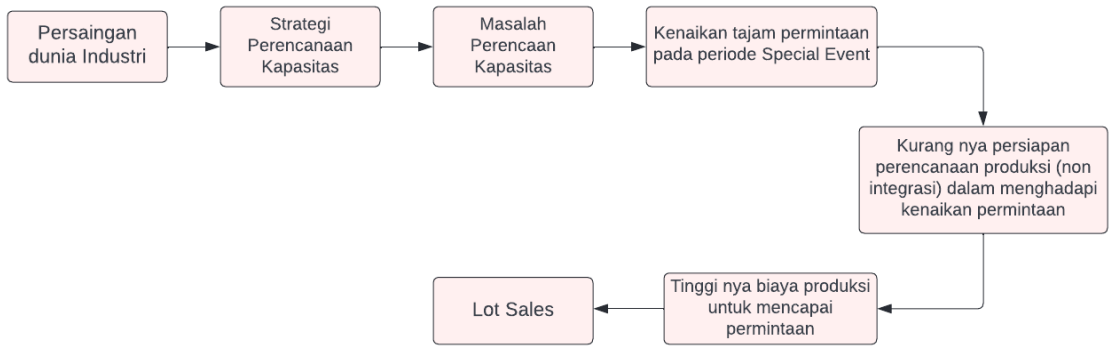 Persaingan
dunia Industri
Strategi
Perencanaan
Kapasitas
Masalah
Perencaan
Kapasitas
Kenaikan tajam permintaan
pada periode Special Event
Kurang nya persiapan
perencanaan produksi (non
integrasi) dalam menghadapi
kenaikan permintaan
Tinggi nya biaya produksi
untuk mencapai
permintaan
Lot Sales